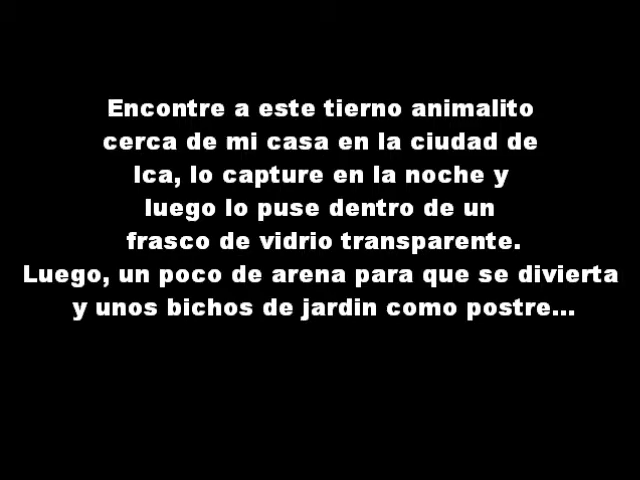 Encontre a este tierno animalito
cerca de mi casa en la ciudad de
Ica, lo capture en la noche y
luego lo puse dentro de un
frasco de vidrio transparente.
Luego, un poco de arena para que se divierta
y unos bichos de jardin como postre...